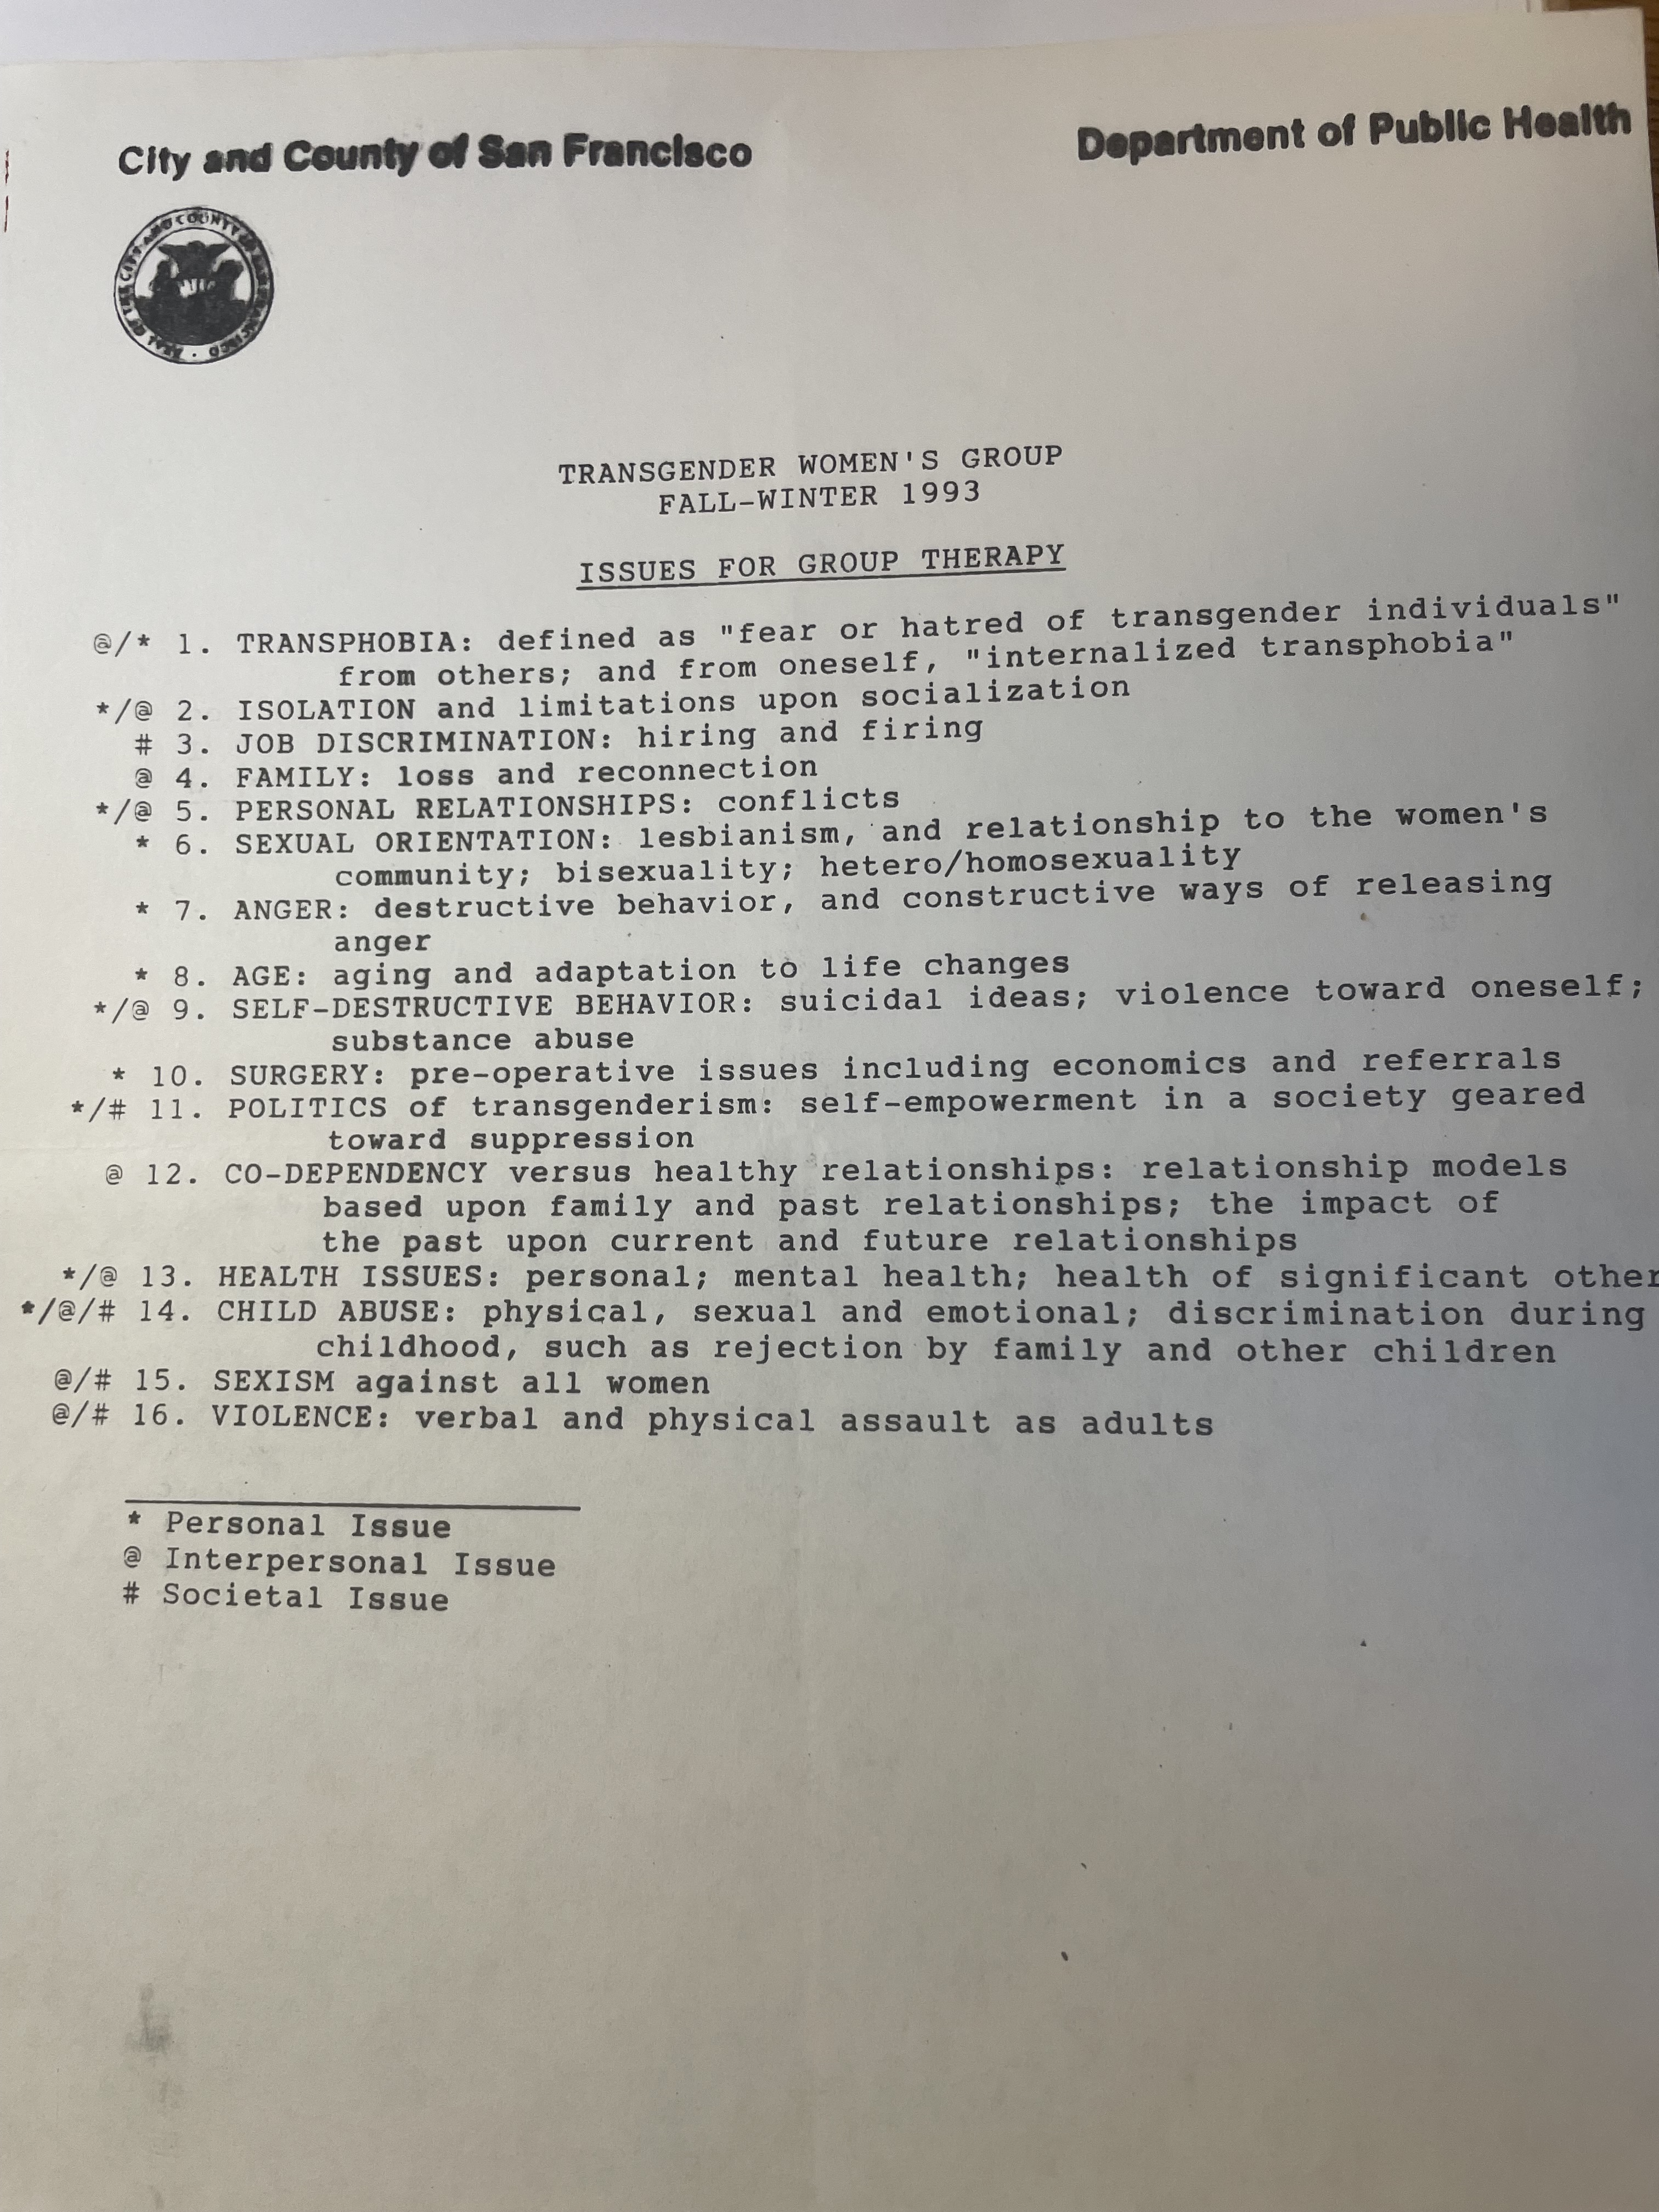 City and County of San Francisco
Department of Public Health
TRANSGENDER WOMEN'S GROUP
FALL-WINTER 1993
ISSUES FOR GROUP THERAPY
@/* 1. TRANSPHOBIA: defined as "fear or hatred of transgender individuals"
from others; and from oneself, "internalized transphobia"
*/@ 2. ISOLATION and limitations upon socialization
# 3. JOB DISCRIMINATION: hiring and firing
@ 4. FAMILY: loss and reconnection
*/@ 5. PERSONAL RELATIONSHIPS: conflicts
* 6. SEXUAL ORIENTATION: lesbianism, and relationship to the women's
community; bisexuality; hetero/homosexuality
* 7. ANGER: destructive behavior, and constructive ways of releasing
anger
* 8. AGE: aging and adaptation to life changes
*/@ 9. SELF-DESTRUCTIVE BEHAVIOR: suicidal ideas; violence toward oneself;
substance abuse
* 10. SURGERY: pre-operative issues including economics and referrals
*/# 11. POLITICS of transgenderism: self-empowerment in a society geared
toward suppression
@ 12. CO-DEPENDENCY versus healthy relationships: relationship models
based upon family and past relationships; the impact of
the past upon current and future relationships
*/@ 13. HEALTH ISSUES: personal; mental health; health of significant other
*/@/# 14. CHILD ABUSE: physical, sexual and emotional; discrimination during
childhood, such as rejection by family and other children
@/# 15. SEXISM against all women
@/# 16. VIOLENCE: verbal and physical assault as adults
* Personal Issue
@ Interpersonal Issue
# Societal Issue